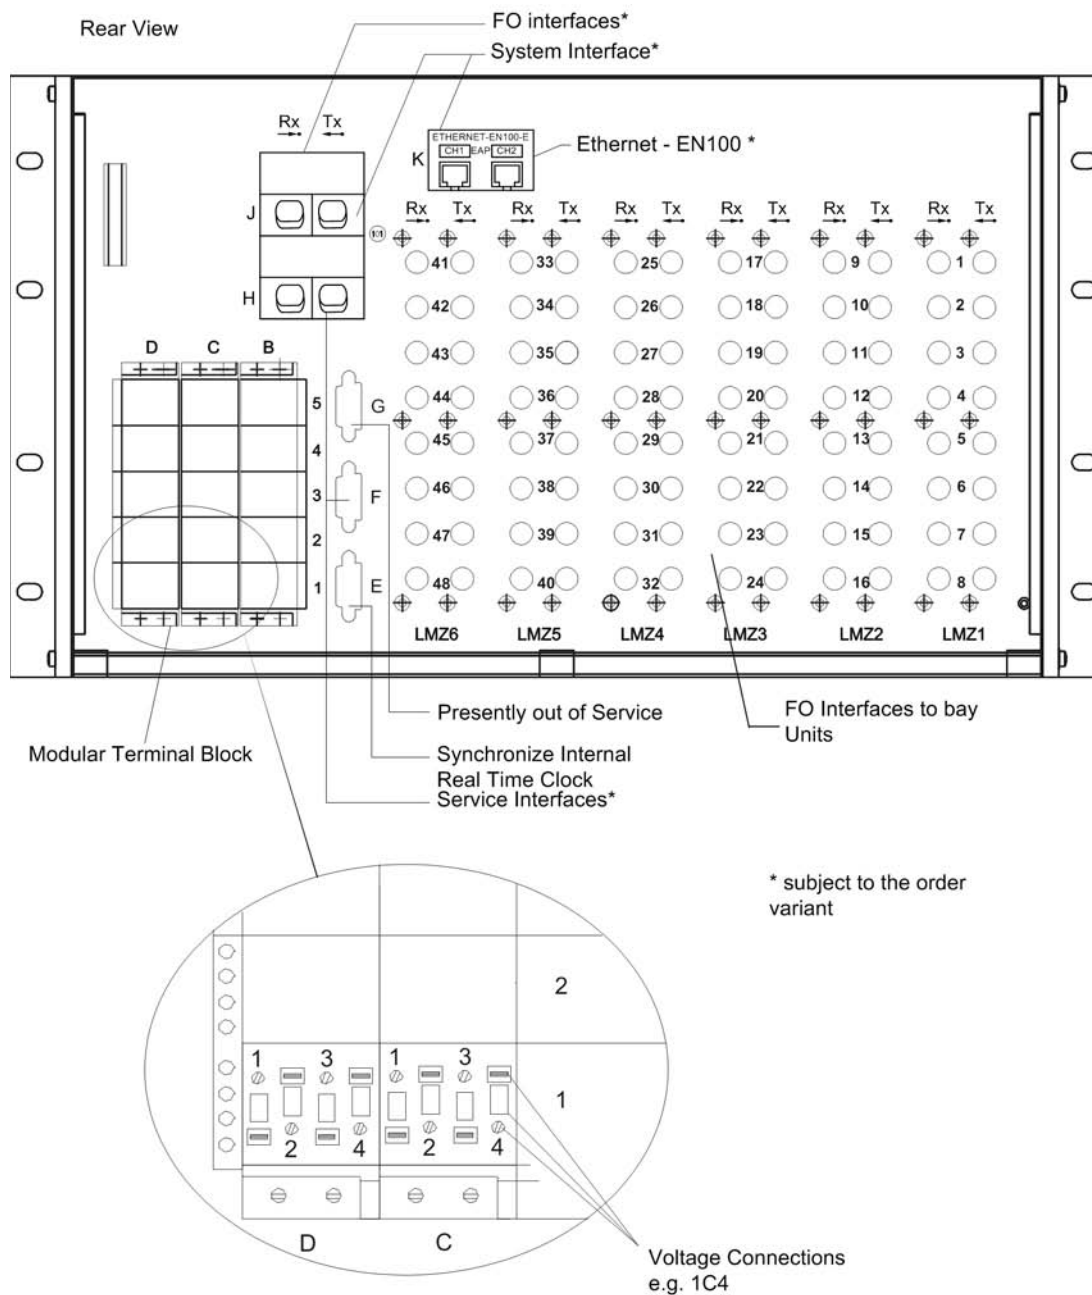 FO interfaces*
Rear View
System Interface*
Rx Tx
ETHERNET-EN100-E
CH1 EAP CH2
K
Ethernet - EN100 *
J
Rx Tx Rx Tx Rx Tx Rx Tx Rx Tx Rx Tx
101
41 33 25 17 9 1
H
42 34 26 18 10 2
D C B
43 35 27 19 11 3
5 G 44 36 28 20 12 4
4 45 37 29 21 13 5
3 F 46 38 30 22 14 6
2 47 39 31 23 15 7
1 E 48 40 32 24 16 8
LMZ6 LMZ5 LMZ4 LMZ3 LMZ2 LMZ1
Presently out of Service
FO Interfaces to bay
Units
Modular Terminal Block
Synchronize Internal
Real Time Clock
Service Interfaces*
* subject to the order
variant
2
1 3 1 3
1
2 4 2 4
D C
Voltage Connections
e.g. 1C4